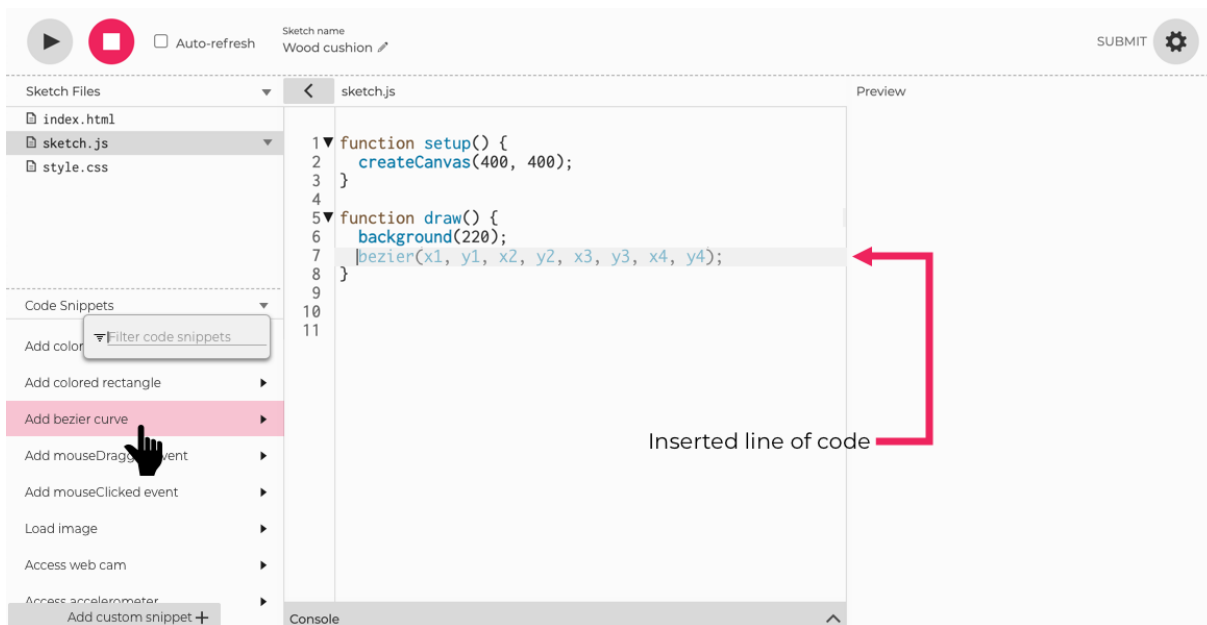 Auto-refresh
Sketch name
Wood cushion
SUBMIT
Sketch Files
sketch.js
Preview
index.html
sketch.js
style.css
1 function setup() {
2 createCanvas(400, 400);
3 }
4
5 function draw() {
6 background(220);
7 bezier(x1, y1, x2, y2, x3, y3, x4, y4);
8 }
9
10
11
Code Snippets
Filter code snippets
Add color
Add colored rectangle
Add bezier curve
Inserted line of code
Add mouseDragg vent
Add mouseClicked event
Load image
Access web cam
Access accelerometer
Add custom snippet
Console